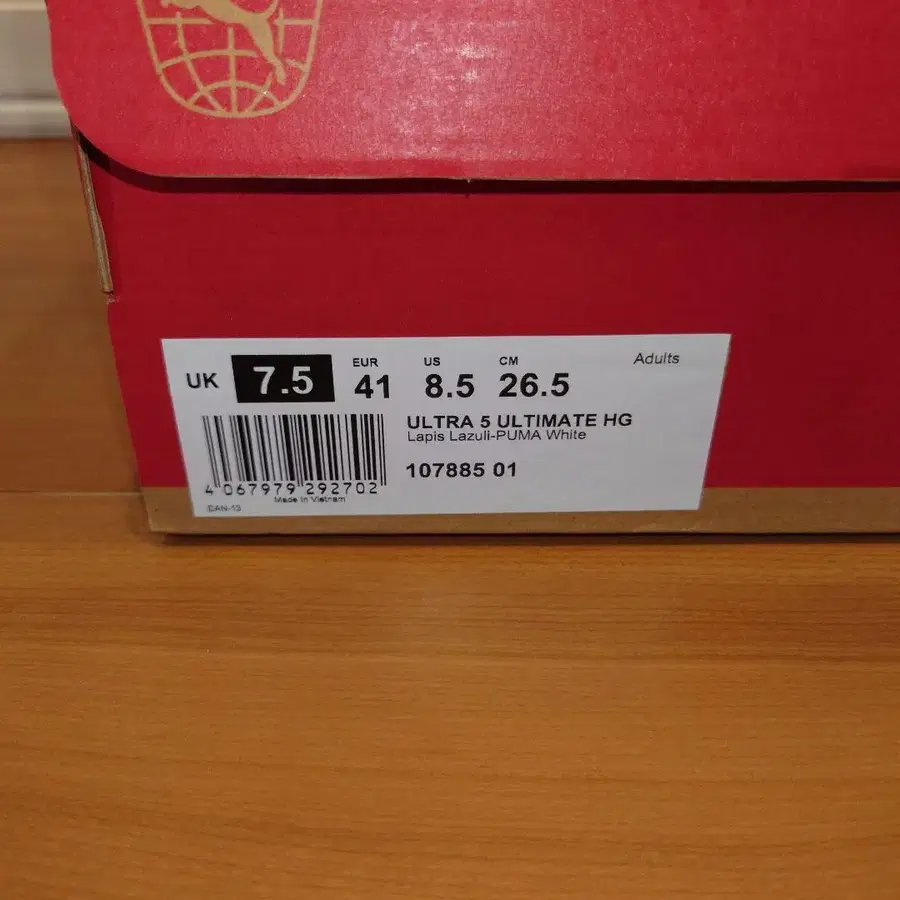 UK 7.5 EUR 41 US 8.5 CM 26.5 Adults
ULTRA 5 ULTIMATE HG
Lapis Lazuli-PUMA White
107885 01
4 067979 292702
Made in Vietnam
EAN-13